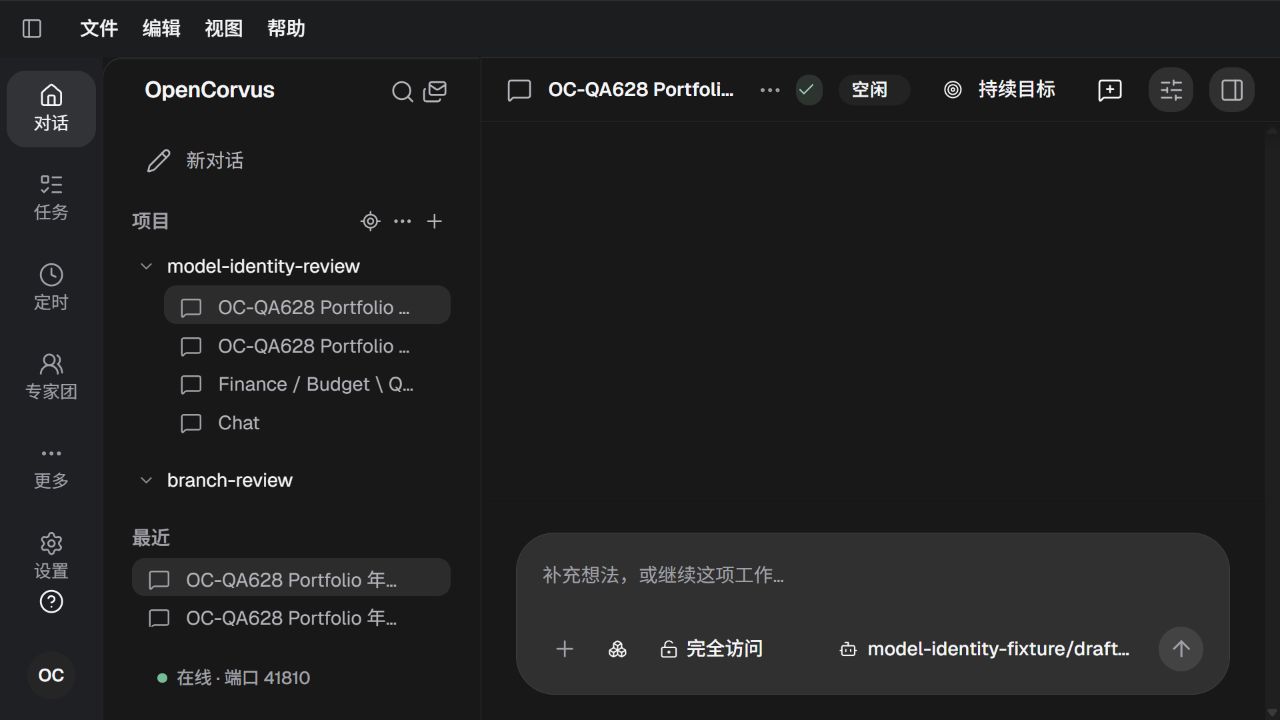 文件 编辑 视图 帮助
对话
任务
定时
专家团
更多
设置
OC
OpenCorvus
新对话
项目
model-identity-review
OC-QA628 Portfolio ...
OC-QA628 Portfolio ...
Finance / Budget \ Q...
Chat
branch-review
最近
OC-QA628 Portfolio 年...
OC-QA628 Portfolio 年...
在线 · 端口 41810
OC-QA628 Portfoli... 空闲 持续目标
补充想法，或继续这项工作...
完全访问 model-identity-fixture/draft...